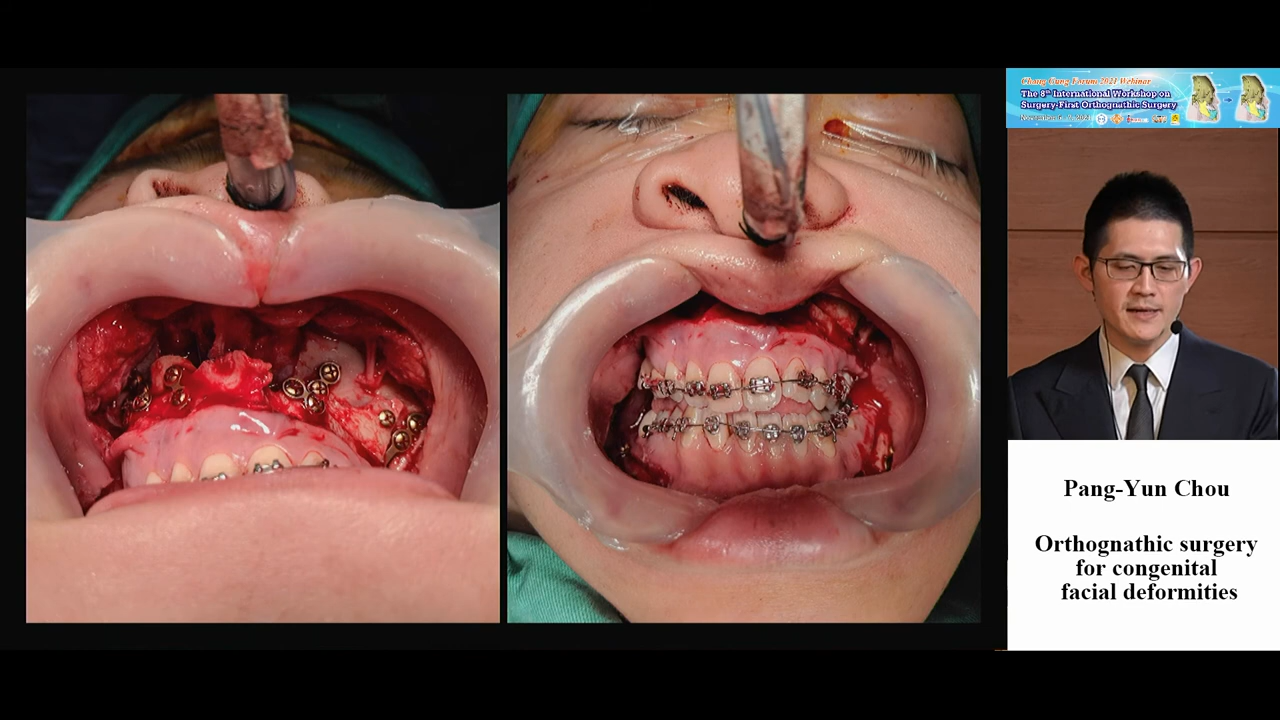 Chang Gung Forum 2021 Webinar
The 8th International Workshop on
Surgery-First Orthognathic Surgery
Pang-Yun Chou
Orthognathic surgery
for congenital
facial deformities